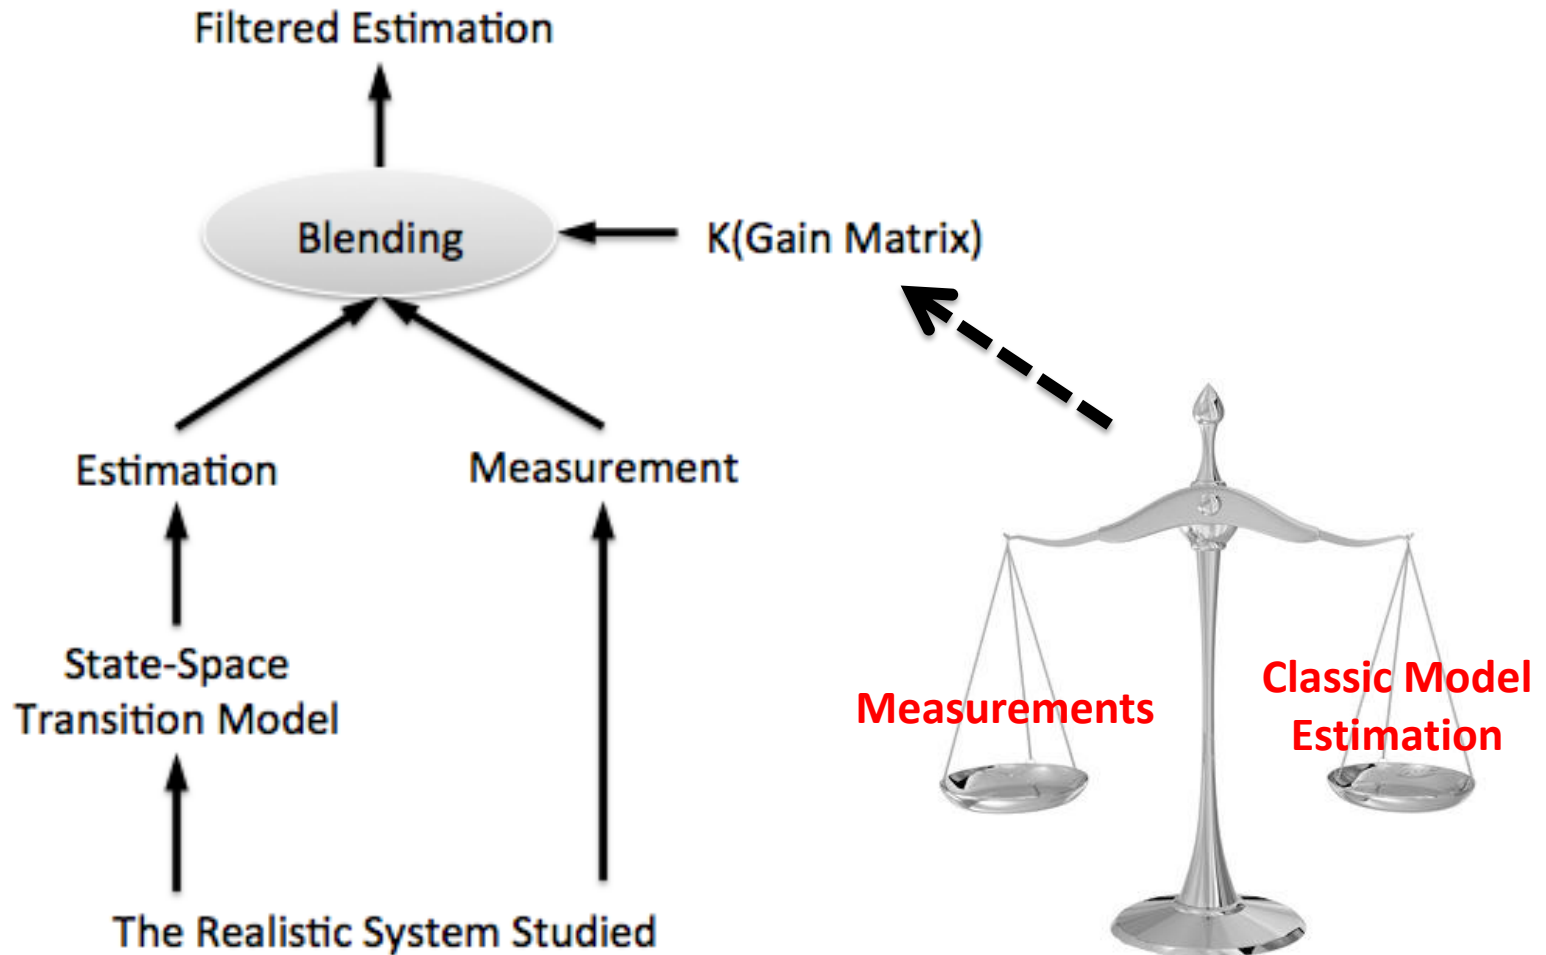 Filtered Estimation
Blending
K(Gain Matrix)
Estimation
Measurement
State-Space
Transition Model
The Realistic System Studied
Measurements
Classic Model
Estimation